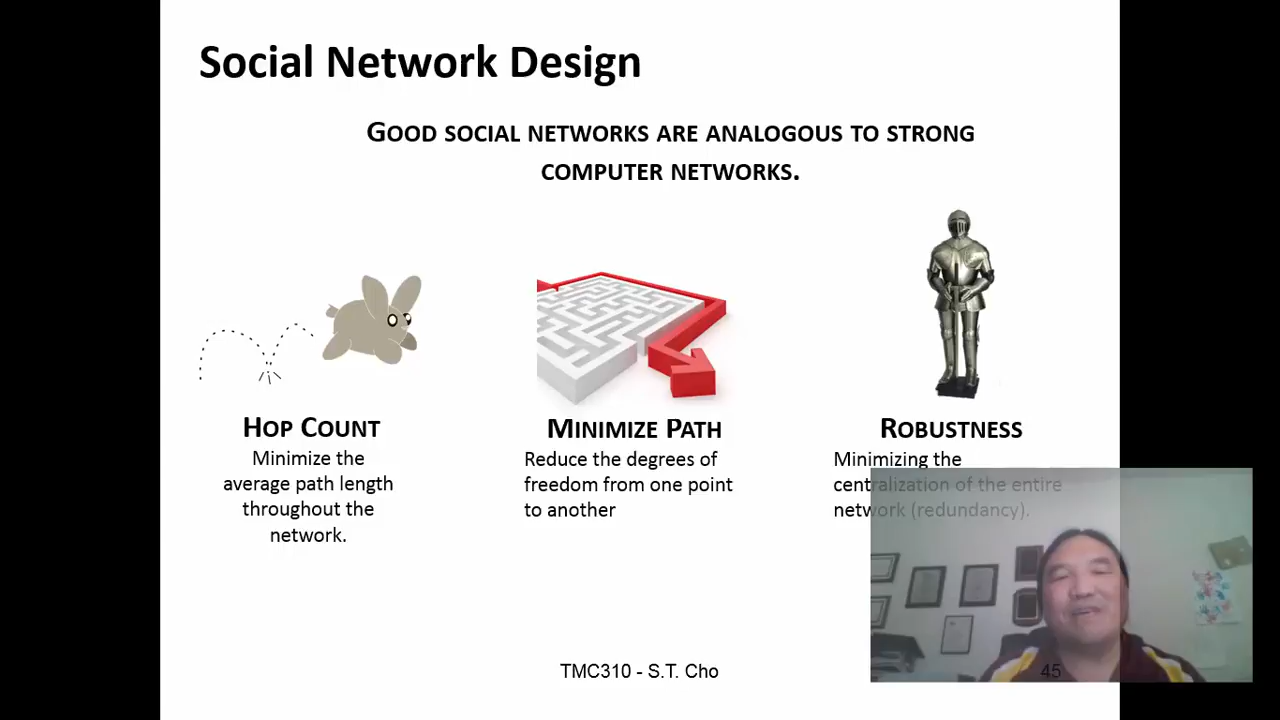 Social Network Design
GOOD SOCIAL NETWORKS ARE ANALOGOUS TO STRONG
COMPUTER NETWORKS.
HOP COUNT
Minimize the
average path length
throughout the
network.
MINIMIZE PATH
Reduce the degrees of
freedom from one point
to another
ROBUSTNESS
Minimizing the
centralization of the entire
network (redundancy).
TMC310 - S.T. Cho
45